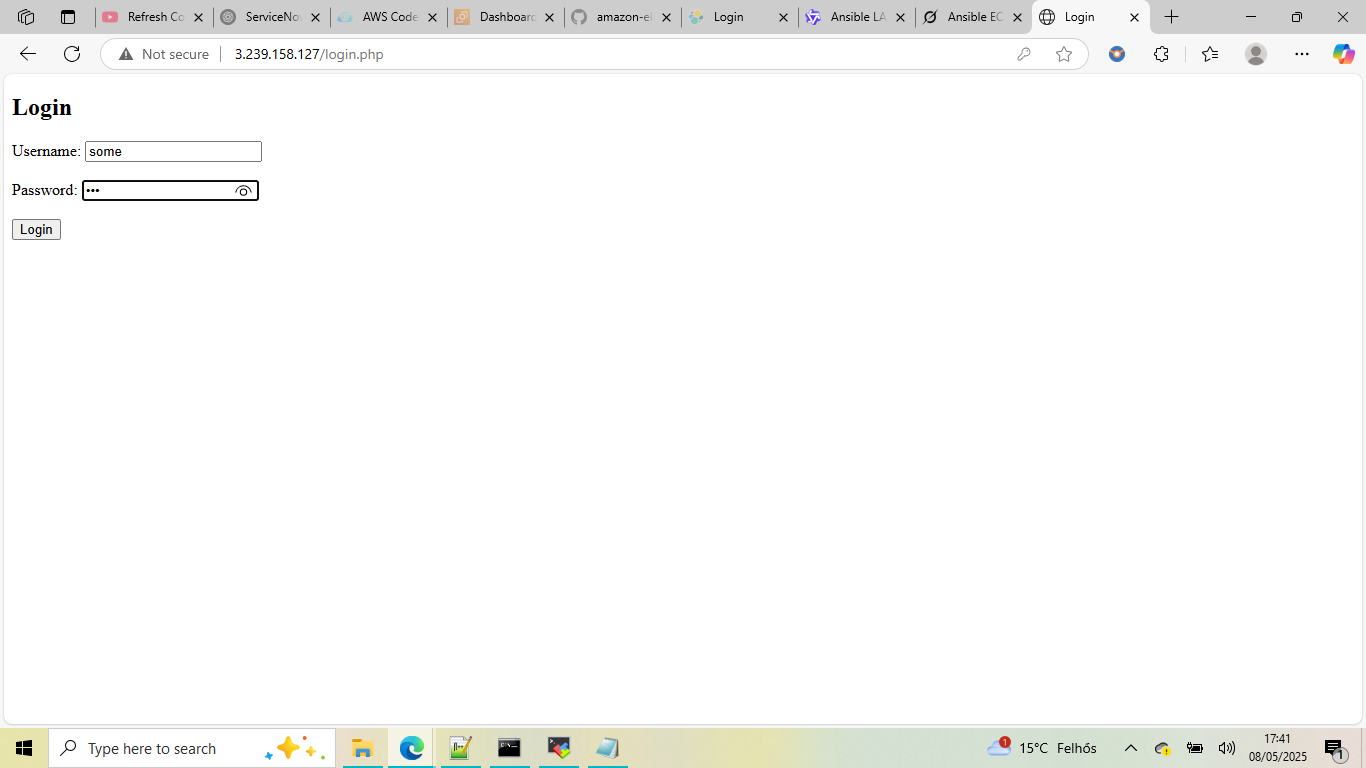 Refresh Co
ServiceNov
AWS Code
Dashboard
amazon-el
Login
Ansible LA
Ansible EC
Login
Not secure
3.239.158.127/login.php
Login
Username: some
Password: •••
Login
Type here to search
1
15°C Felhős
17:41
08/05/2025
1